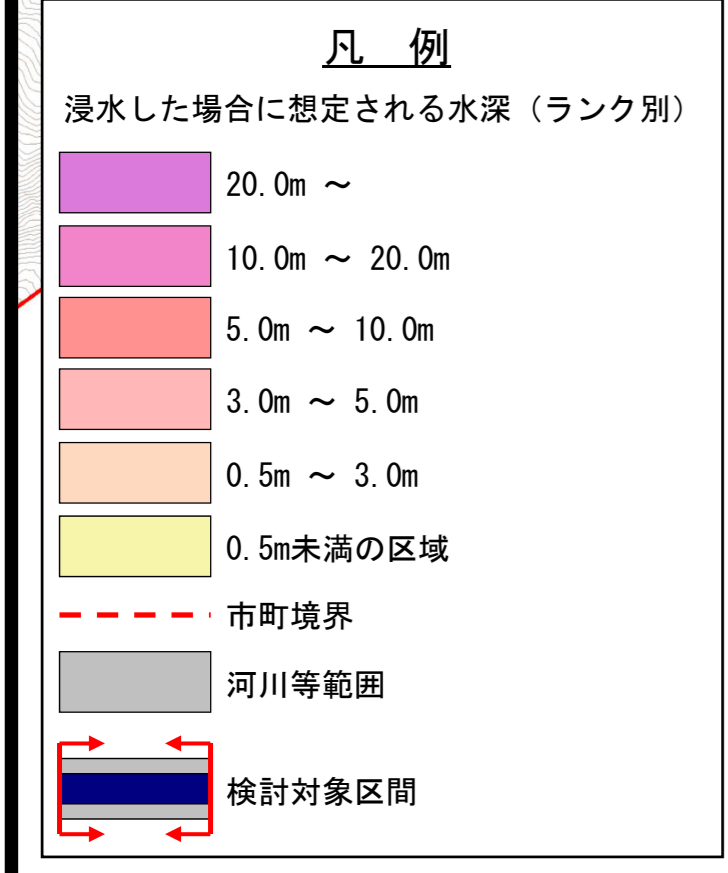 凡　例
浸水した場合に想定される水深（ランク別）
20.0m ～
10.0m ～ 20.0m
5.0m ～ 10.0m
3.0m ～ 5.0m
0.5m ～ 3.0m
0.5m未満の区域
市町境界
河川等範囲
検討対象区間